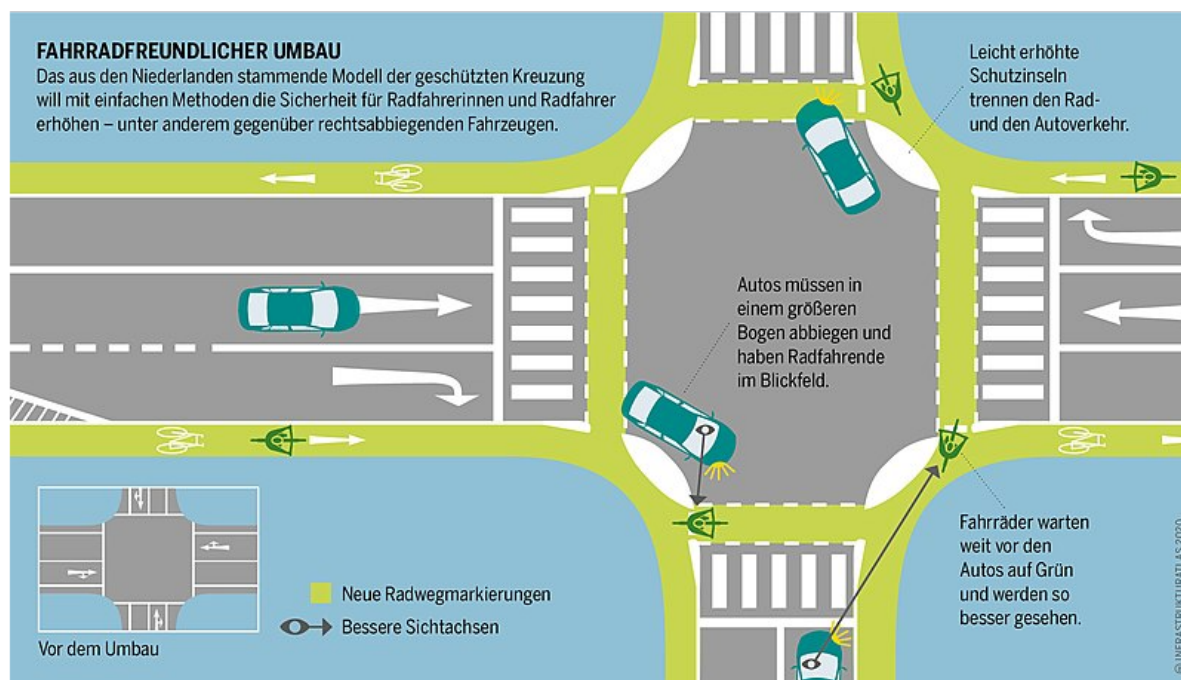 FAHRRADFREUNDLICHER UMBAU
Das aus den Niederlanden stammende Modell der geschützten Kreuzung
will mit einfachen Methoden die Sicherheit für Radfahrerinnen und Radfahrer
erhöhen – unter anderem gegenüber rechtsabbiegenden Fahrzeugen.
Leicht erhöhte
Schutzinseln
trennen den Rad-
und den Autoverkehr.
Autos müssen in
einem größeren
Bogen abbiegen und
haben Radfahrende
im Blickfeld.
Fahrräder warten
weit vor den
Autos auf Grün
und werden so
besser gesehen.
Neue Radwegmarkierungen
Bessere Sichtachsen
Vor dem Umbau
© INFRASTRUKTURATLAS 2020